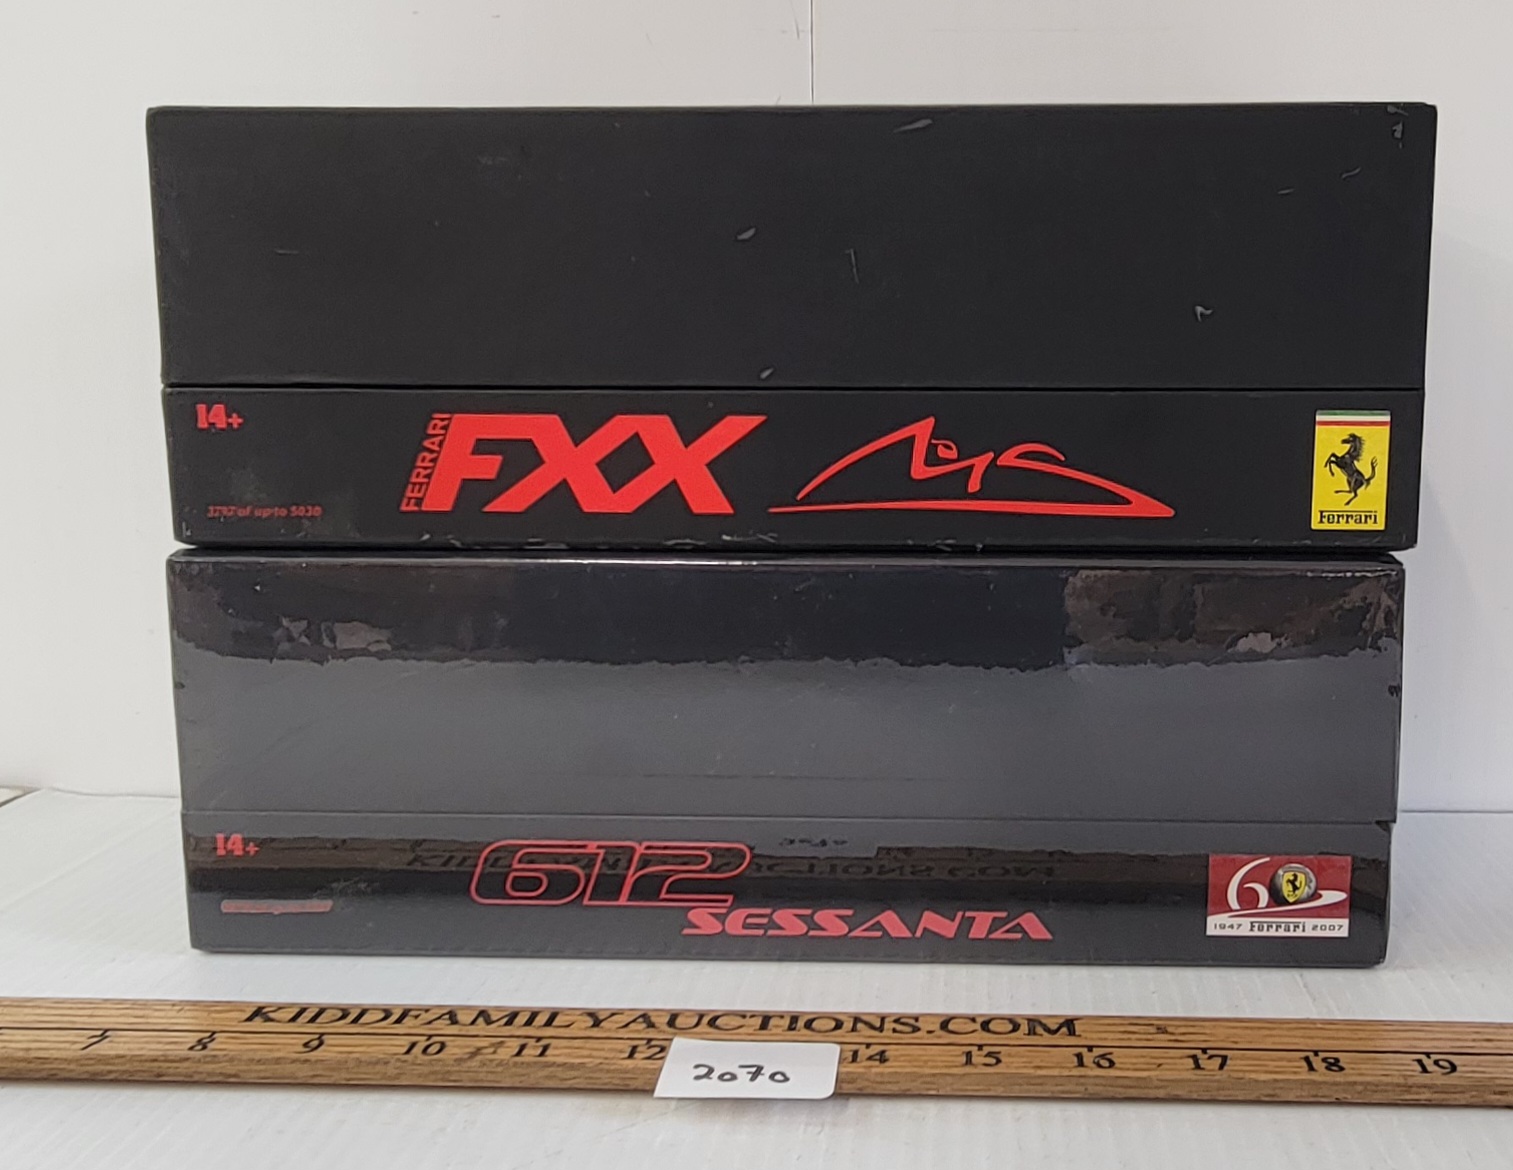 14+
FERRARI FXX
of up to 5030
Ferrari
14+
612
SESSANTA
60
1947 Ferrari 2007
KIDDFAMILYAUCTIONS.COM
7 8 9 10 11 12 14 15 16 17 18 19
2070